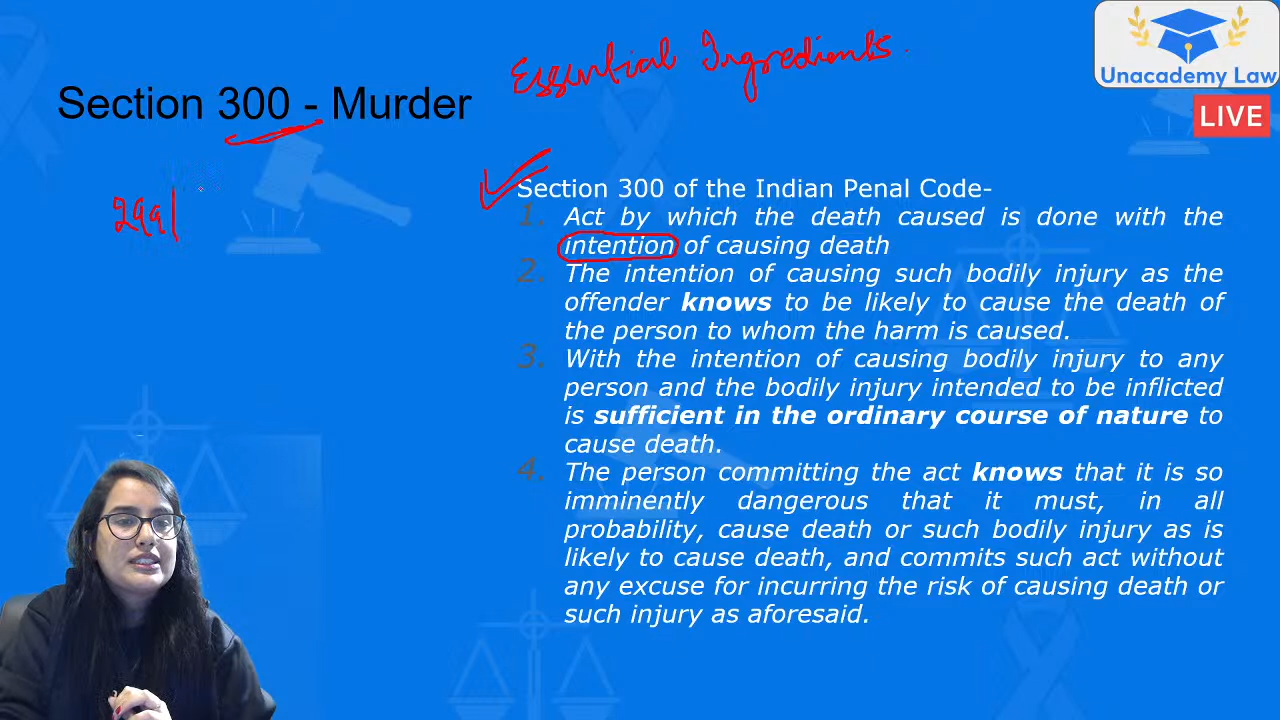 Essential Ingredients.
Section 300 - Murder
Unacademy Law
LIVE
299
Section 300 of the Indian Penal Code-
1. Act by which the death caused is done with the
intention of causing death
2. The intention of causing such bodily injury as the
offender knows to be likely to cause the death of
the person to whom the harm is caused.
3. With the intention of causing bodily injury to any
person and the bodily injury intended to be inflicted
is sufficient in the ordinary course of nature to
cause death.
4. The person committing the act knows that it is so
imminently dangerous that it must, in all
probability, cause death or such bodily injury as is
likely to cause death, and commits such act without
any excuse for incurring the risk of causing death or
such injury as aforesaid.